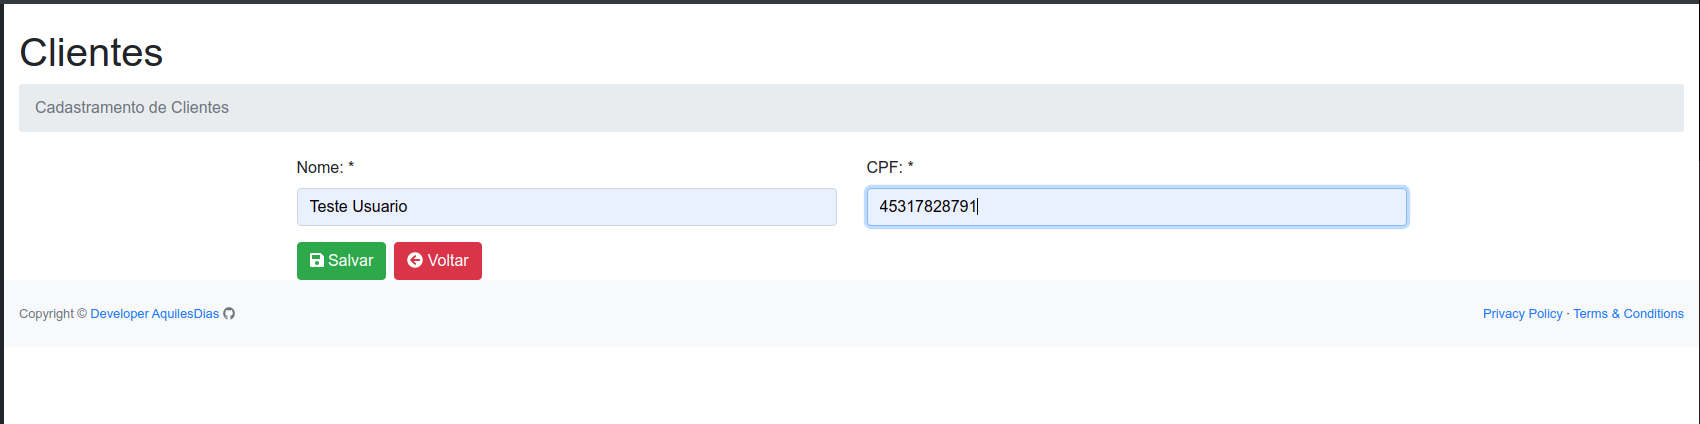 Clientes
Cadastramento de Clientes
Nome: *
CPF: *
Teste Usuario
45317828791
Salvar
Voltar
Copyright © Developer AquilesDias
Privacy Policy · Terms & Conditions